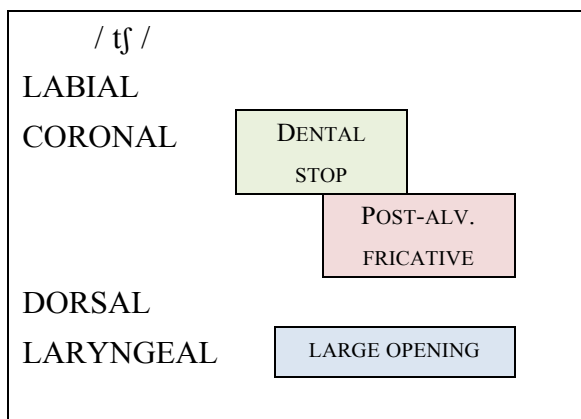 / tʃ /
LABIAL
CORONAL
DENTAL
STOP
POST-ALV.
FRICATIVE
DORSAL
LARYNGEAL
LARGE OPENING